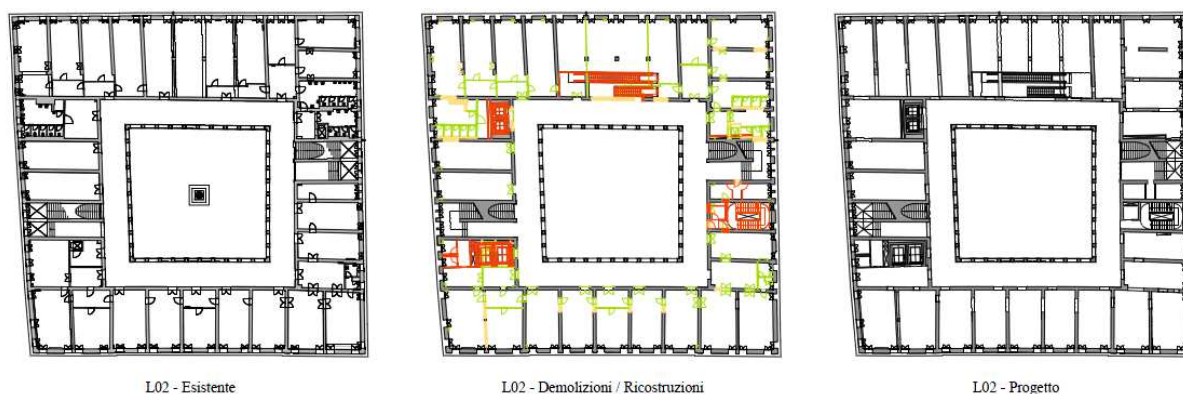 L02 - Esistente
L02 - Demolizioni / Ricostruzioni
L02 - Progetto